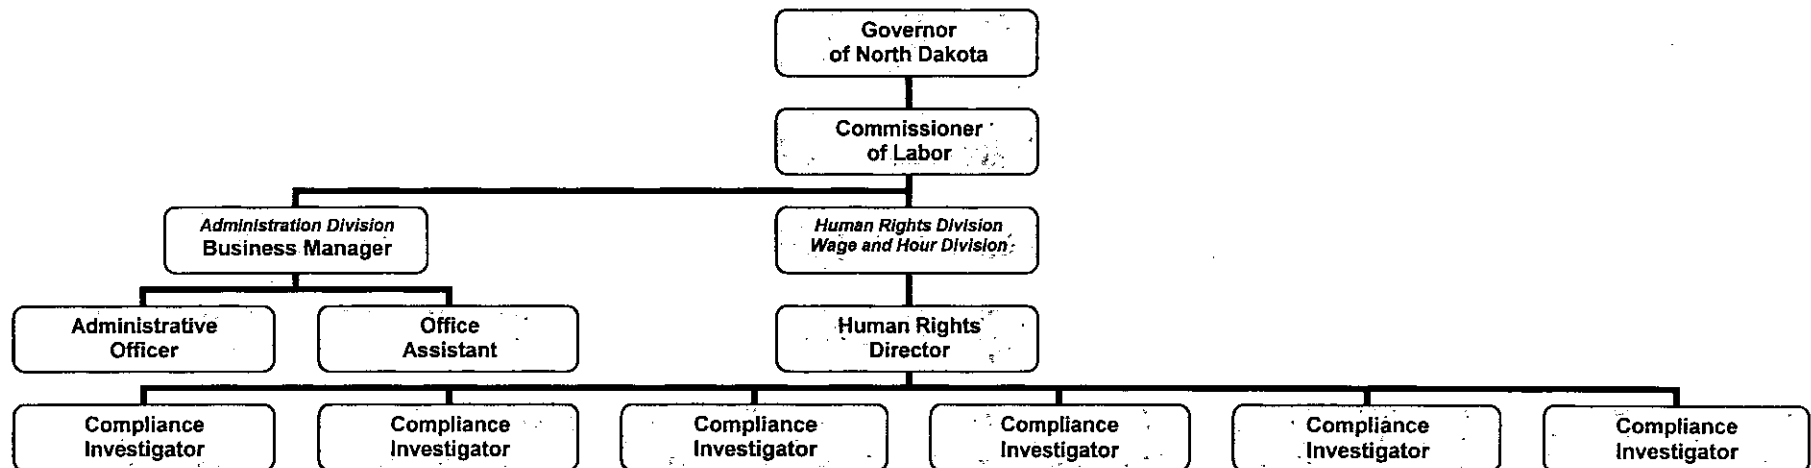 Governor
of North Dakota
Commissioner
of Labor
Administration Division
Business Manager
Human Rights Division
Wage and Hour Division
Administrative
Officer
Office
Assistant
Human Rights
Director
Compliance
Investigator
Compliance
Investigator
Compliance
Investigator
Compliance
Investigator
Compliance
Investigator
Compliance
Investigator